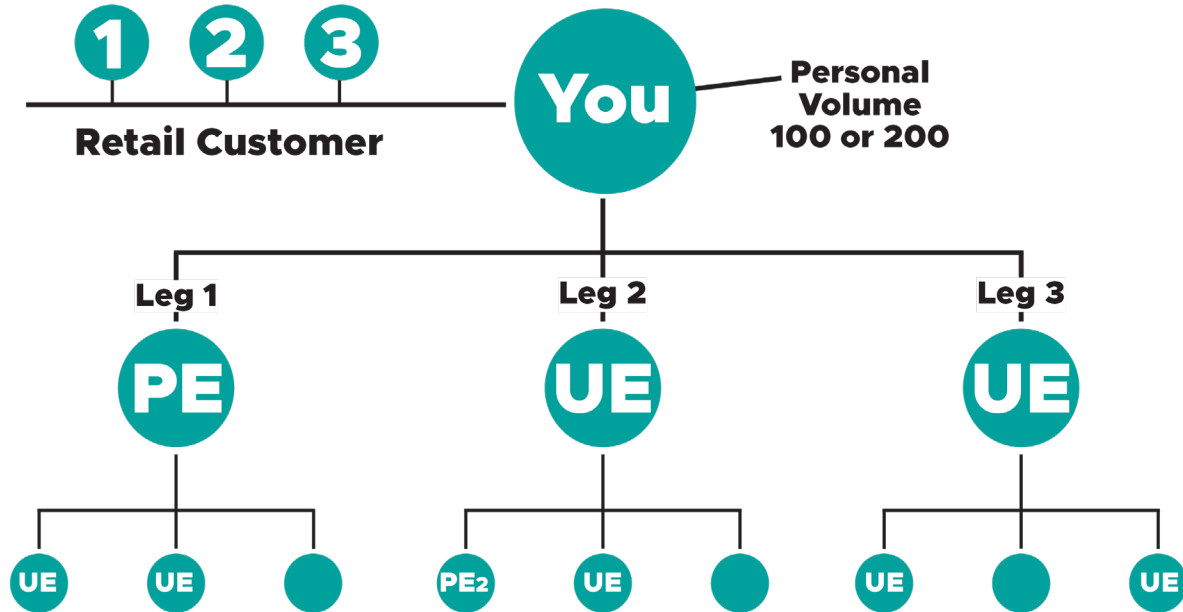 1 2 3
You
Personal
Volume
100 or 200
Retail Customer
Leg 1 Leg 2 Leg 3
PE UE UE
UE UE PE2 UE UE UE